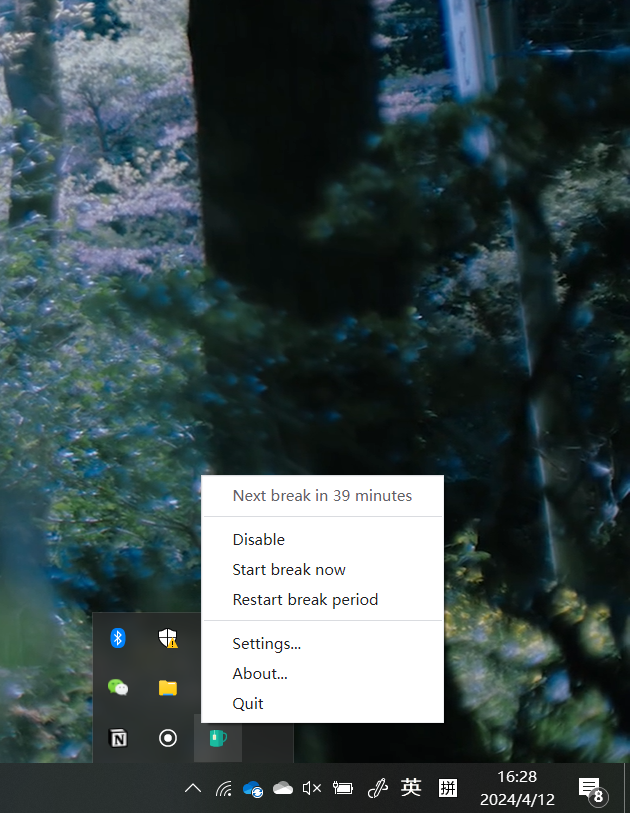 Next break in 39 minutes
Disable
Start break now
Restart break period
Settings...
About...
Quit
N
英
拼
16:28
2024/4/12
8